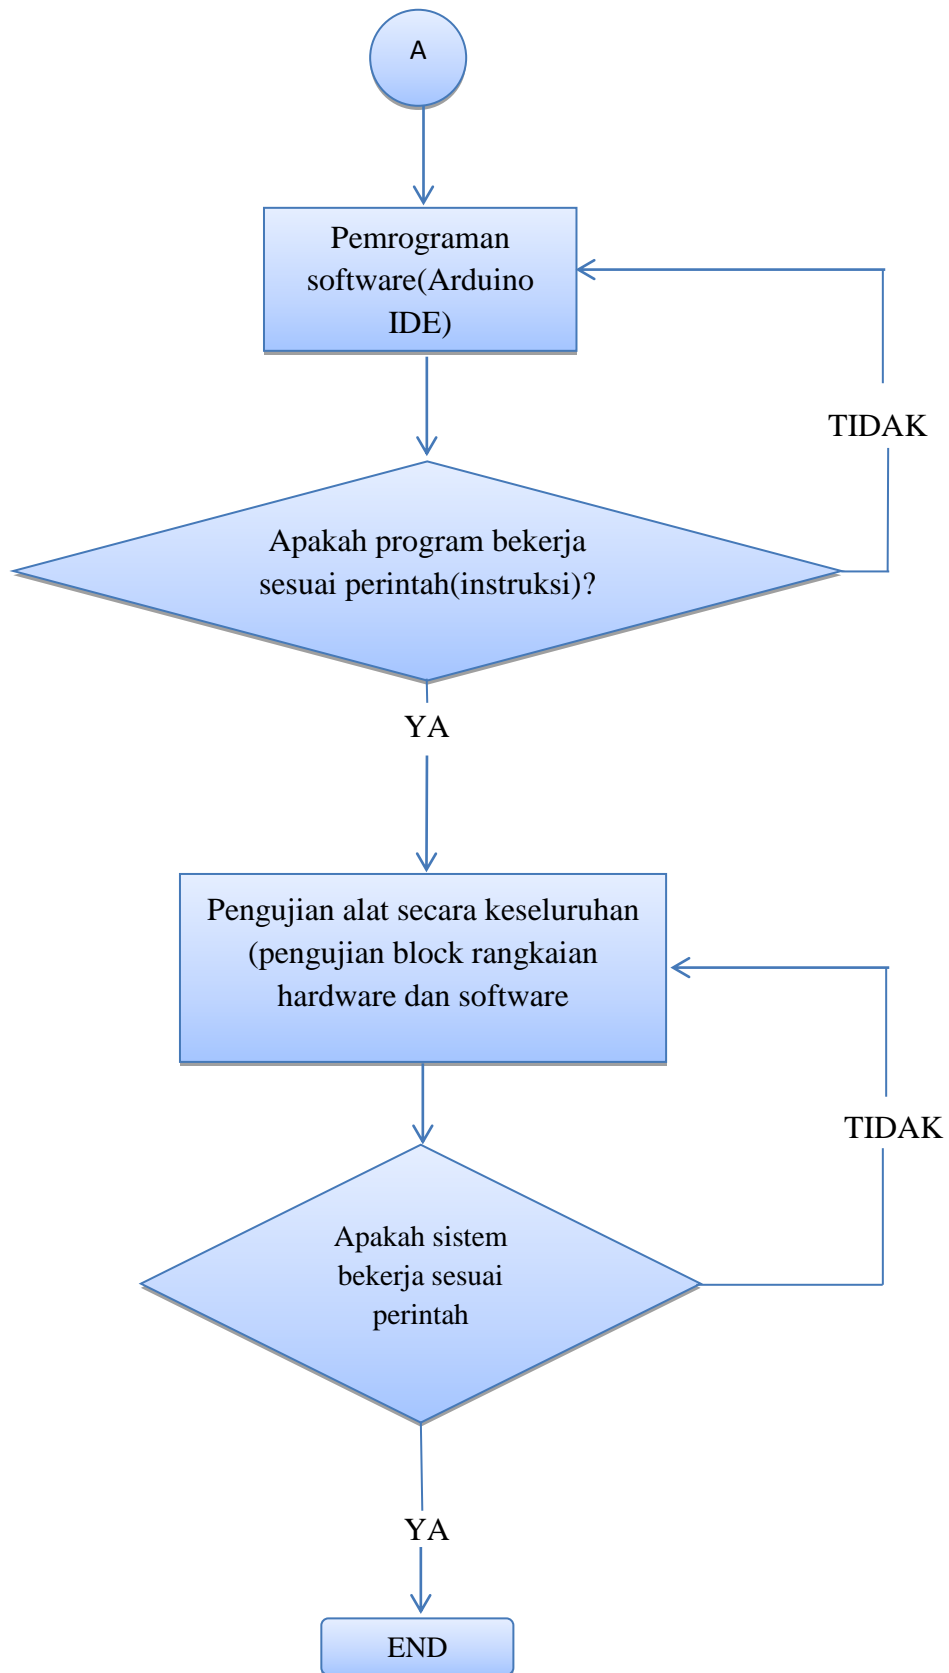 A
Pemrograman
software(Arduino
IDE)
TIDAK
Apakah program bekerja
sesuai perintah(instruksi)?
YA
Pengujian alat secara keseluruhan
(pengujian block rangkaian
hardware dan software
TIDAK
Apakah sistem
bekerja sesuai
perintah
YA
END